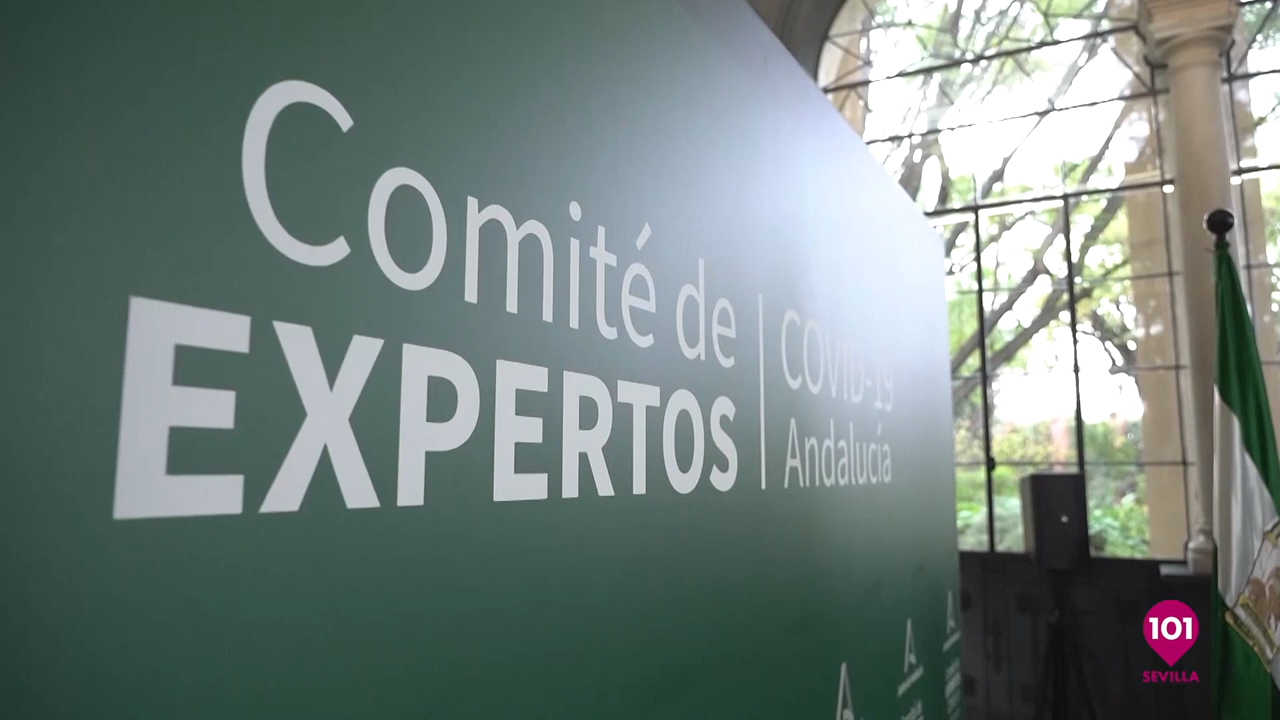 Comité de
EXPERTOS
COVID-19
Andalucía
101
SEVILLA